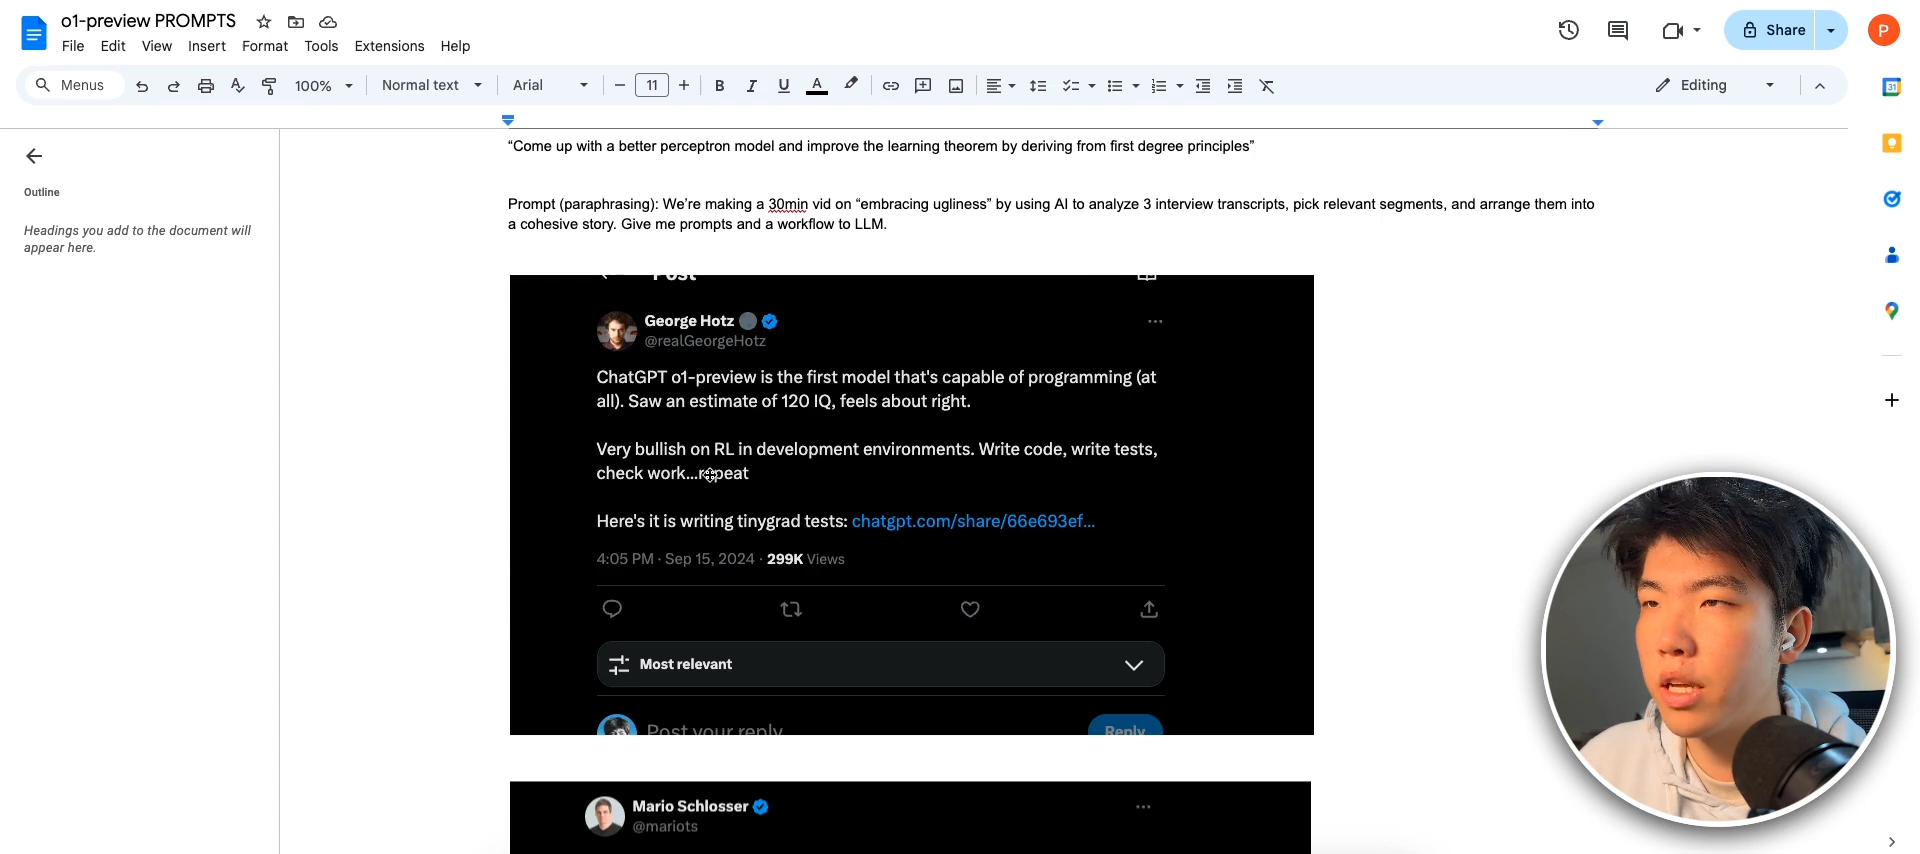 o1-preview PROMPTS
File Edit View Insert Format Tools Extensions Help
Share
P
Menus 100% Normal text Arial 11 Editing
Outline
Headings you add to the document will
appear here.
“Come up with a better perceptron model and improve the learning theorem by deriving from first degree principles”
Prompt (paraphrasing): We’re making a 30min vid on “embracing ugliness” by using AI to analyze 3 interview transcripts, pick relevant segments, and arrange them into
a cohesive story. Give me prompts and a workflow to LLM.
Post
George Hotz
@realGeorgeHotz
ChatGPT o1-preview is the first model that's capable of programming (at
all). Saw an estimate of 120 IQ, feels about right.
Very bullish on RL in development environments. Write code, write tests,
check work...repeat
Here's it is writing tinygrad tests: chatgpt.com/share/66e693ef...
4:05 PM · Sep 15, 2024 · 299K Views
Most relevant
Post your reply
Reply
Mario Schlosser
@mariots